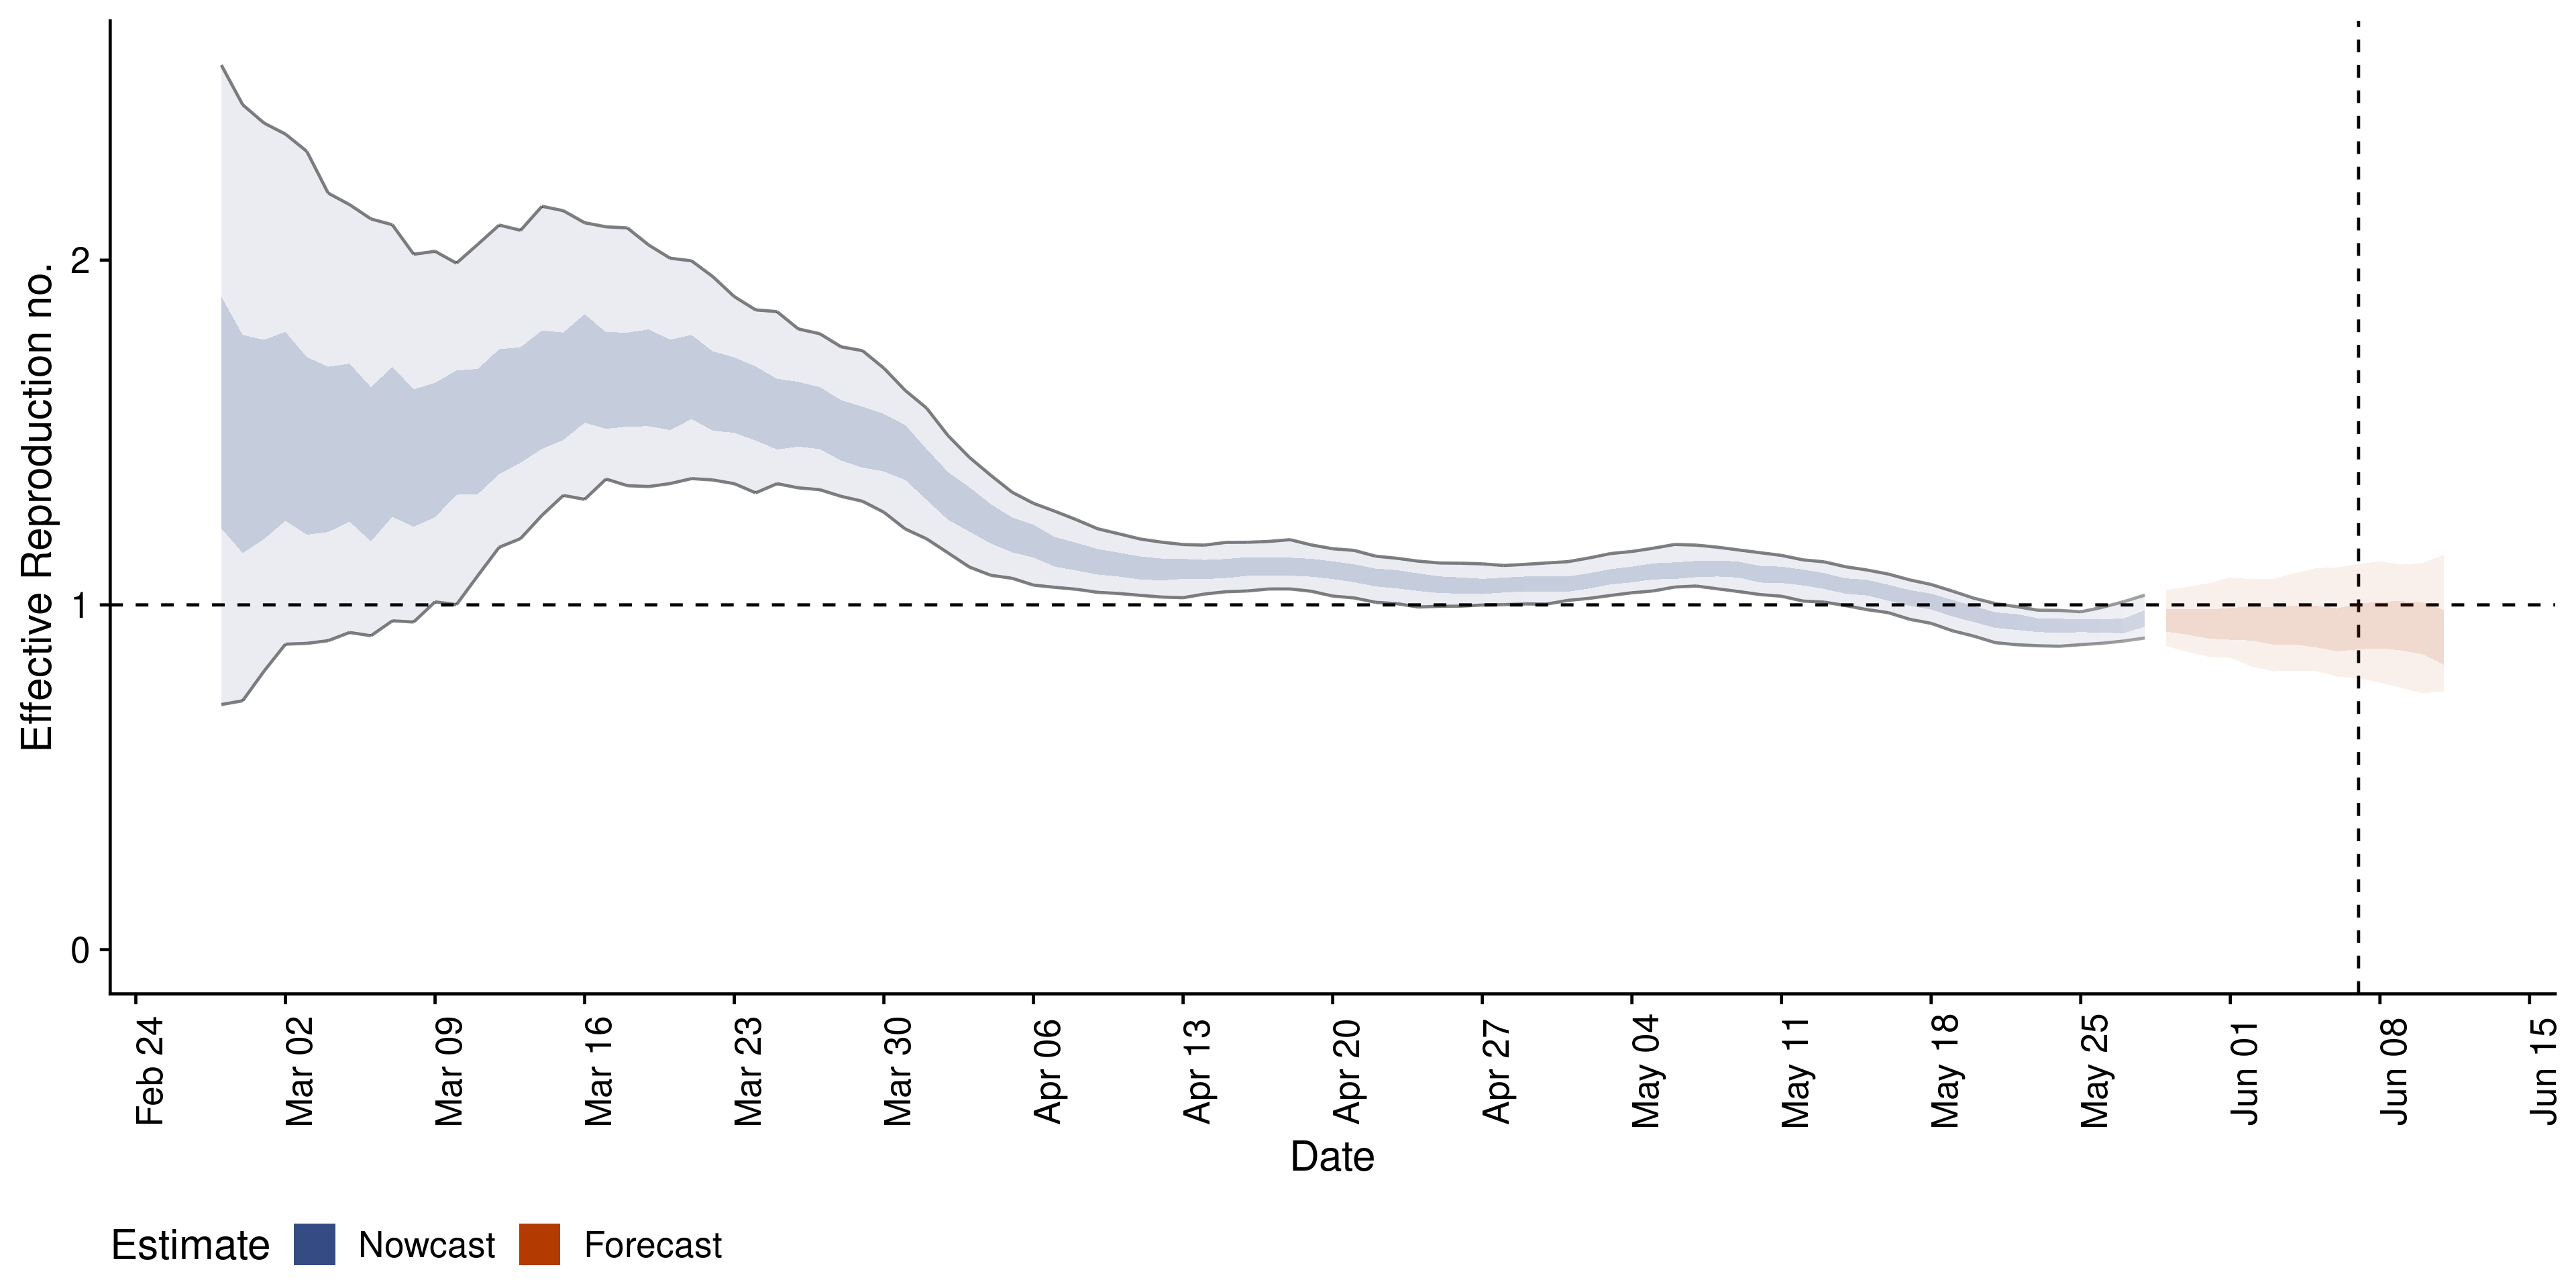 Effective Reproduction no.
2
1
0
Feb 24
Mar 02
Mar 09
Mar 16
Mar 23
Mar 30
Apr 06
Apr 13
Apr 20
Apr 27
May 04
May 11
May 18
May 25
Jun 01
Jun 08
Jun 15
Date
Estimate Nowcast Forecast